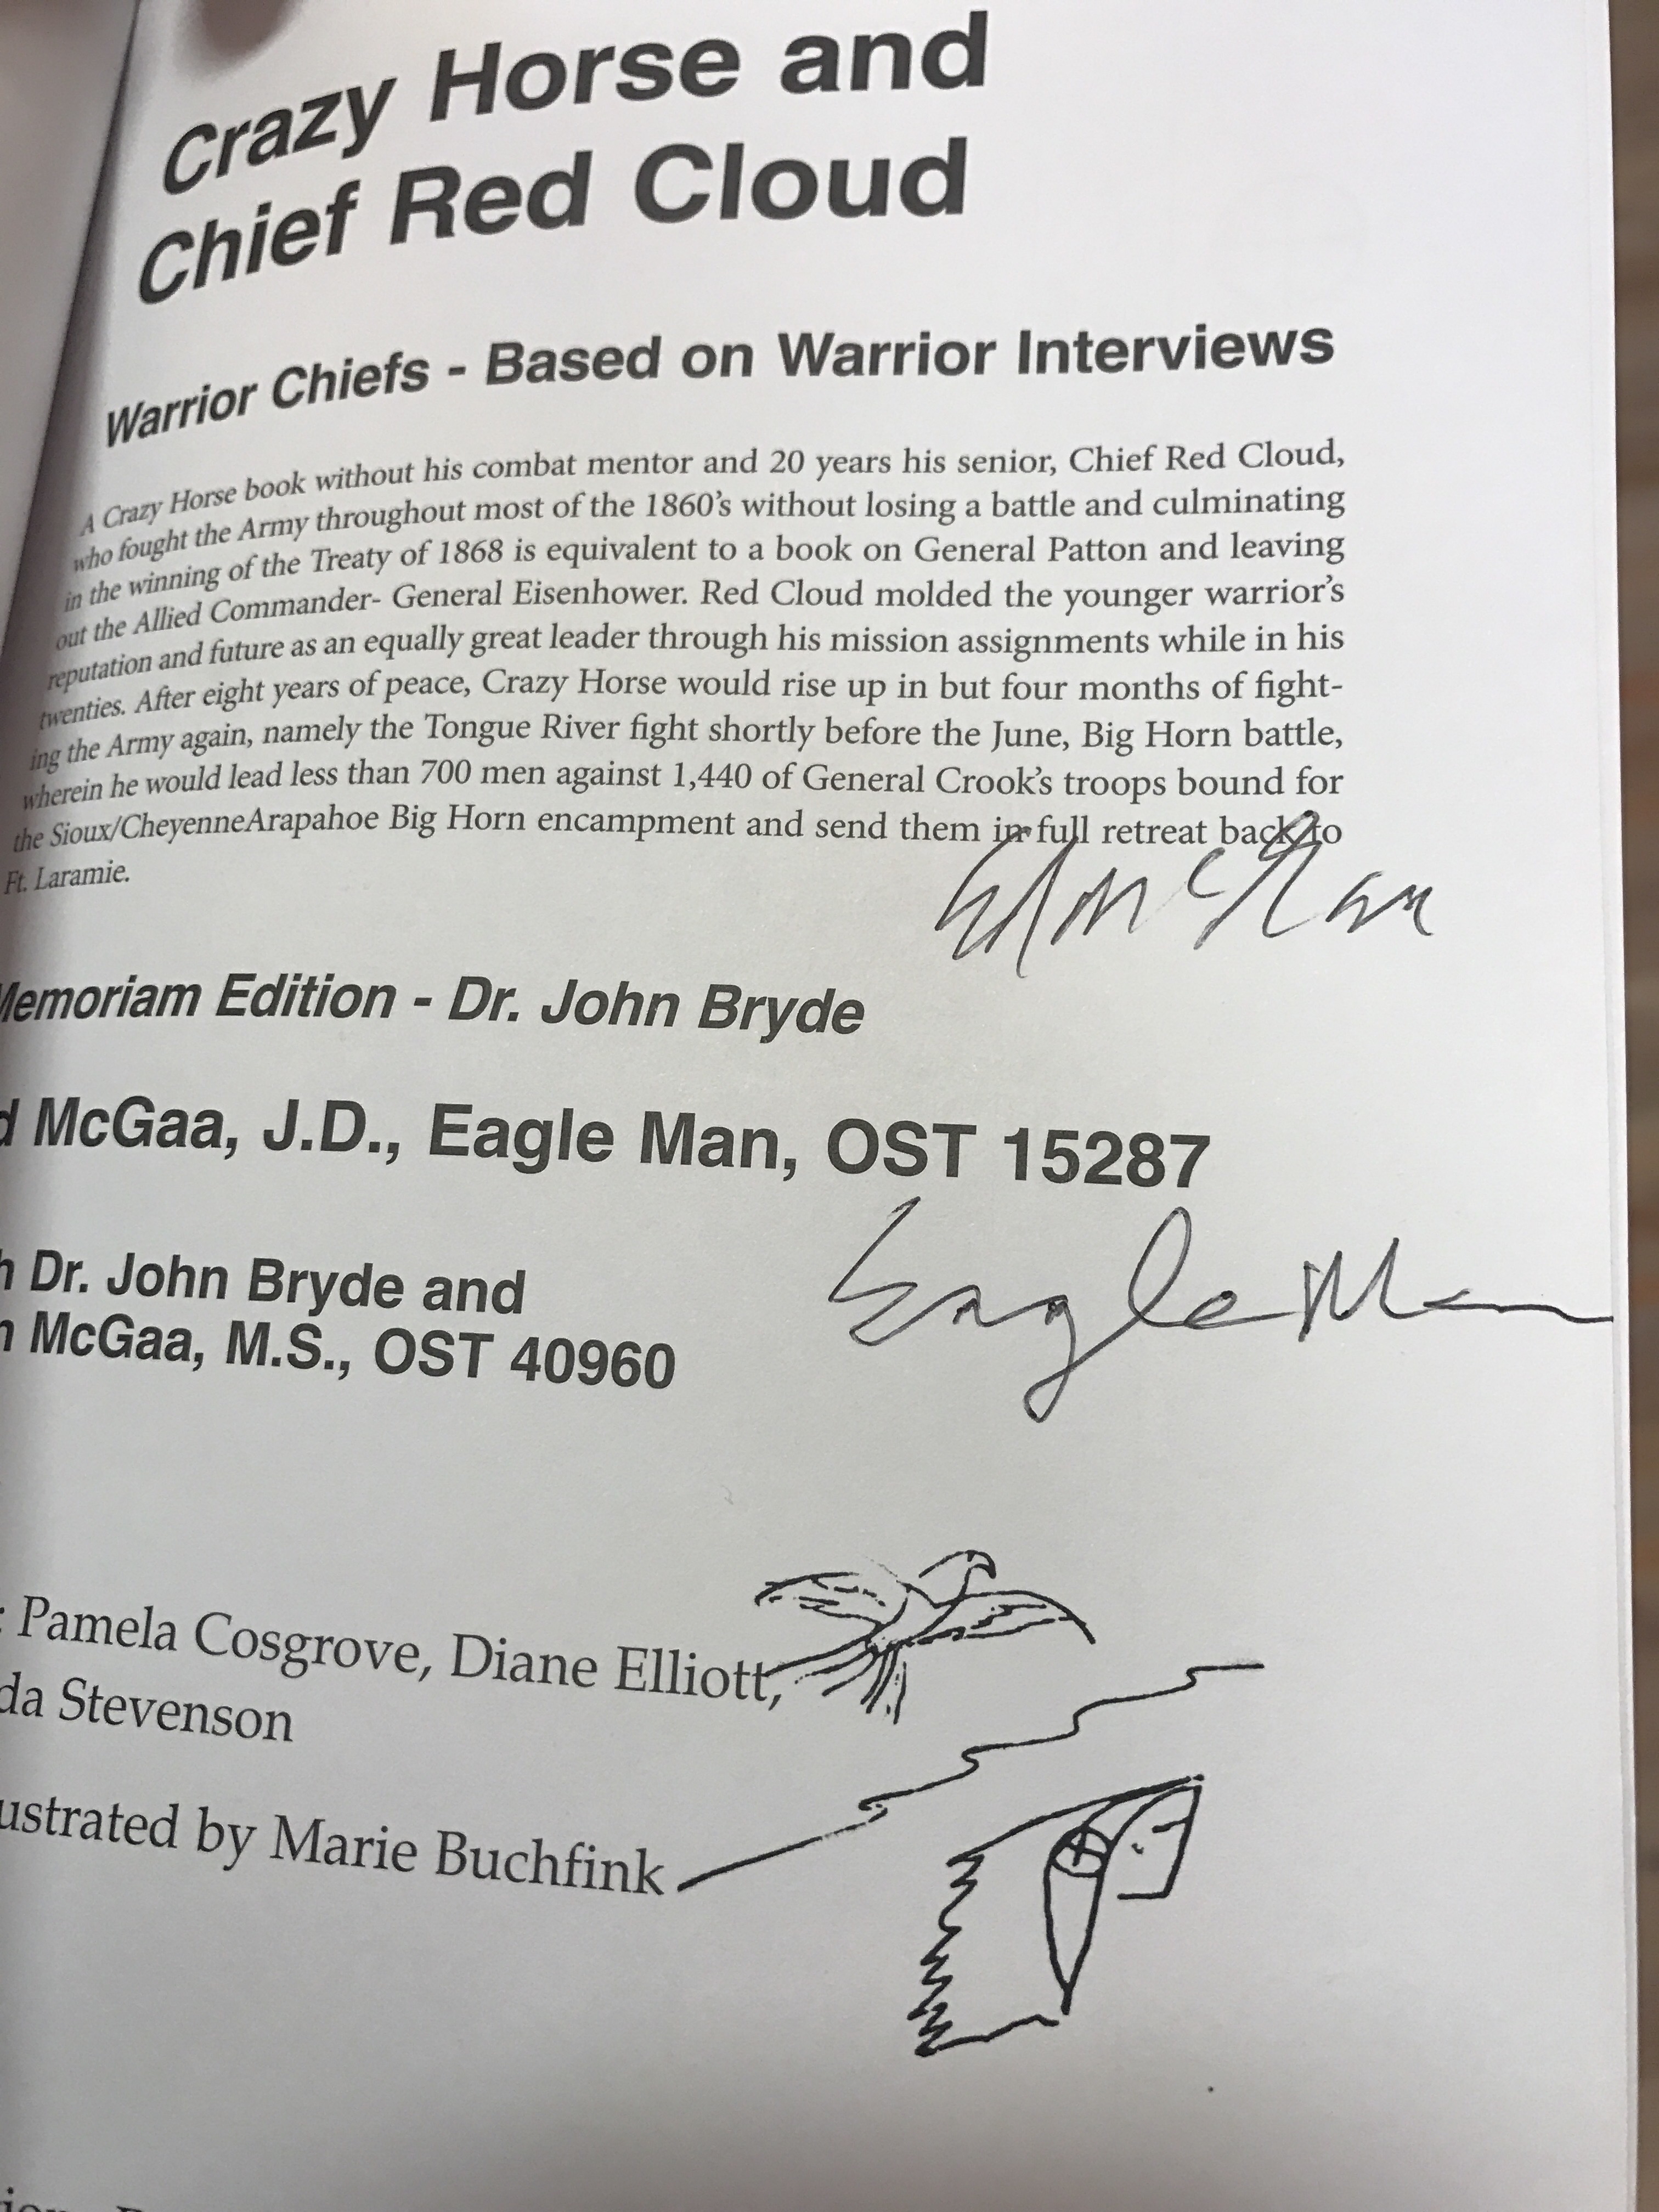 Crazy Horse and
Chief Red Cloud
Warrior Chiefs - Based on Warrior Interviews
A Crazy Horse book without his combat mentor and 20 years his senior, Chief Red Cloud,
who fought the Army throughout most of the 1860's without losing a battle and culminating
in the winning of the Treaty of 1868 is equivalent to a book on General Patton and leaving
out the Allied Commander- General Eisenhower. Red Cloud molded the younger warrior's
reputation and future as an equally great leader through his mission assignments while in his
twenties. After eight years of peace, Crazy Horse would rise up in but four months of fight-
ing the Army again, namely the Tongue River fight shortly before the June, Big Horn battle,
wherein he would lead less than 700 men against 1,440 of General Crook's troops bound for
the Sioux/CheyenneArapahoe Big Horn encampment and send them in full retreat back to
Ft. Laramie.
Ed McGaa
Memoriam Edition - Dr. John Bryde
d McGaa, J.D., Eagle Man, OST 15287
Eagle Man
h Dr. John Bryde and
n McGaa, M.S., OST 40960
: Pamela Cosgrove, Diane Elliott,
da Stevenson
ustrated by Marie Buchfink